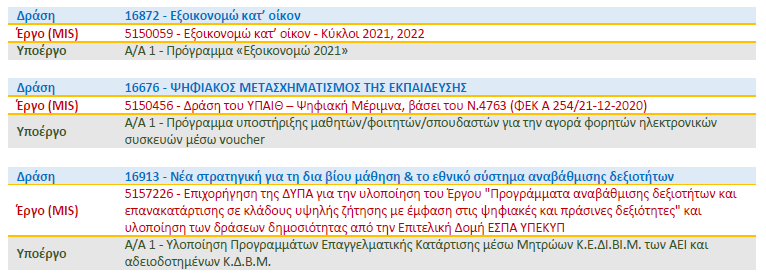 Δράση 16872 - Εξοικονομώ κατ’ οίκον
Έργο (MIS) 5150059 - Εξοικονομώ κατ’ οίκον - Κύκλοι 2021, 2022
Υποέργο Α/Α 1 - Πρόγραμμα «Εξοικονομώ 2021»
Δράση 16676 - ΨΗΦΙΑΚΟΣ ΜΕΤΑΣΧΗΜΑΤΙΣΜΟΣ ΤΗΣ ΕΚΠΑΙΔΕΥΣΗΣ
Έργο (MIS) 5150456 - Δράση του ΥΠΑΙΘ – Ψηφιακή Μέριμνα, βάσει του Ν.4763 (ΦΕΚ Α 254/21-12-2020)
Υποέργο Α/Α 1 - Πρόγραμμα υποστήριξης μαθητών/φοιτητών/σπουδαστών για την αγορά φορητών ηλεκτρονικών
συσκευών μέσω voucher
Δράση 16913 - Νέα στρατηγική για τη δια βίου μάθηση & το εθνικό σύστημα αναβάθμισης δεξιοτήτων
Έργο (MIS) 5157226 - Επιχορήγηση της ΔΥΠΑ για την υλοποίηση του Έργου "Προγράμματα αναβάθμισης δεξιοτήτων και
επανακατάρτισης σε κλάδους υψηλής ζήτησης με έμφαση στις ψηφιακές και πράσινες δεξιότητες" και
υλοποίηση των δράσεων δημοσιότητας από την Επιτελική Δομή ΕΣΠΑ ΥΠΕΚΥΠ
Υποέργο Α/Α 1 - Υλοποίηση Προγραμμάτων Επαγγελματικής Κατάρτισης μέσω Μητρώων Κ.Ε.ΔΙ.ΒΙ.Μ. των ΑΕΙ και
αδειοδοτημένων Κ.Δ.Β.Μ.